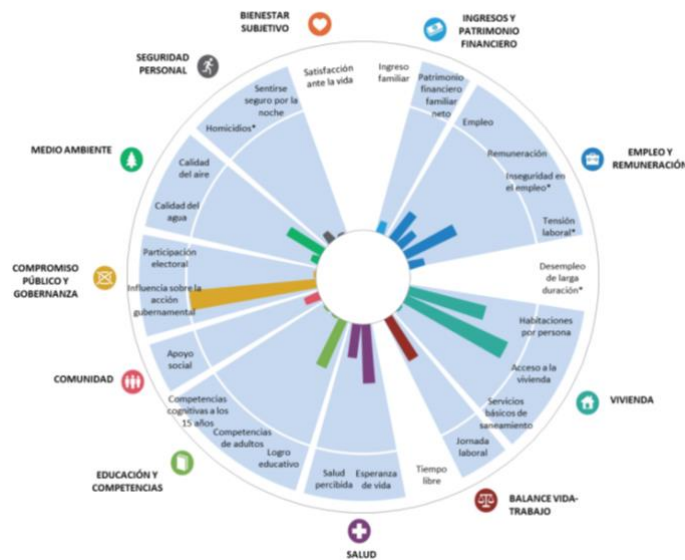 BIENESTAR
SUBJETIVO
INGRESOS Y
PATRIMONIO
FINANCIERO
SEGURIDAD
PERSONAL
Sentirse
seguro por la
noche
Homicidios*
Satisfacción
ante la vida
Ingreso
familiar
Patrimonio
financiero
familiar
neto
Empleo
Remuneración
Inseguridad en
el empleo*
Tensión
laboral*
EMPLEO Y
REMUNERACIÓN
MEDIO AMBIENTE
Calidad
del aire
Calidad del
agua
Participación
electoral
COMPROMISO
PÚBLICO Y
GOBERNANZA
Influencia sobre la
acción
gubernamental
Desempleo
de larga
duración*
Habitaciones
por persona
Acceso a la
vivienda
Servicios
básicos de
saneamiento
VIVIENDA
Apoyo
social
COMUNIDAD
Competencias
cognitivas a los
15 años
Competencias
de adultos
Logro
educativo
EDUCACIÓN Y
COMPETENCIAS
Salud
percibida
Esperanza
de vida
SALUD
Tiempo
libre
Jornada
laboral
BALANCE VIDA-
TRABAJO